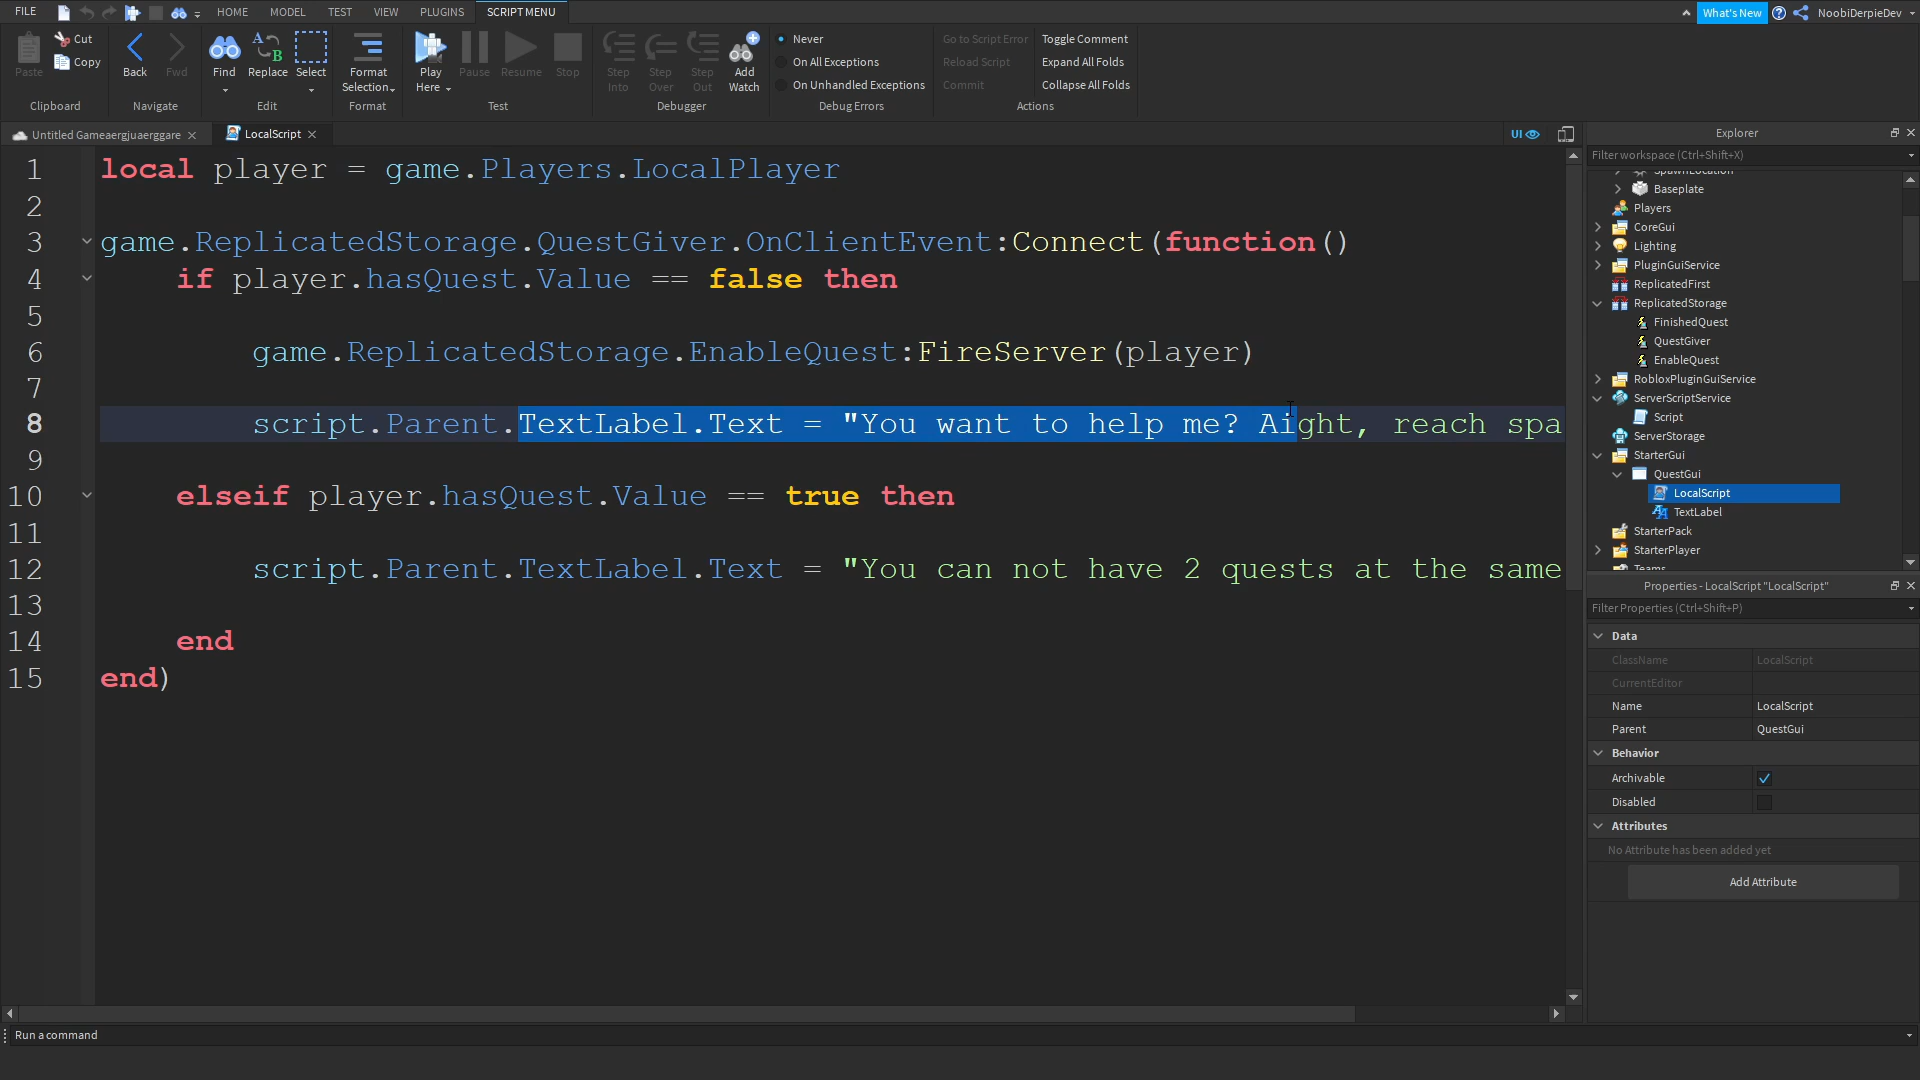 FILE HOME MODEL TEST VIEW PLUGINS SCRIPT MENU What's New NoobiDerpieDev
Paste Cut Copy
Clipboard
Back Fwd
Navigate
Find Replace Select
Edit
Format Selection
Format
Play Here Pause Resume Stop
Test
Step Into Step Over Step Out Add Watch
Debugger
Never
On All Exceptions
On Unhandled Exceptions
Debug Errors
Go to Script Error Toggle Comment
Reload Script Expand All Folds
Commit Collapse All Folds
Actions
Untitled Gameaergjuaerggare LocalScript UI
1 local player = game.Players.LocalPlayer
2
3 game.ReplicatedStorage.QuestGiver.OnClientEvent:Connect(function()
4 if player.hasQuest.Value == false then
5
6 game.ReplicatedStorage.EnableQuest:FireServer(player)
7
8 script.Parent.TextLabel.Text = "You want to help me? Aight, reach spa
9
10 elseif player.hasQuest.Value == true then
11
12 script.Parent.TextLabel.Text = "You can not have 2 quests at the same
13
14 end
15 end)
Explorer
Filter workspace (Ctrl+Shift+X)
SpawnLocation
Baseplate
Players
CoreGui
Lighting
PluginGuiService
ReplicatedFirst
ReplicatedStorage
FinishedQuest
QuestGiver
EnableQuest
RobloxPluginGuiService
ServerScriptService
Script
ServerStorage
StarterGui
QuestGui
LocalScript
TextLabel
StarterPack
StarterPlayer
Teams
Properties - LocalScript "LocalScript"
Filter Properties (Ctrl+Shift+P)
Data
ClassName LocalScript
CurrentEditor
Name LocalScript
Parent QuestGui
Behavior
Archivable
Disabled
Attributes
No Attribute has been added yet
Add Attribute
Run a command